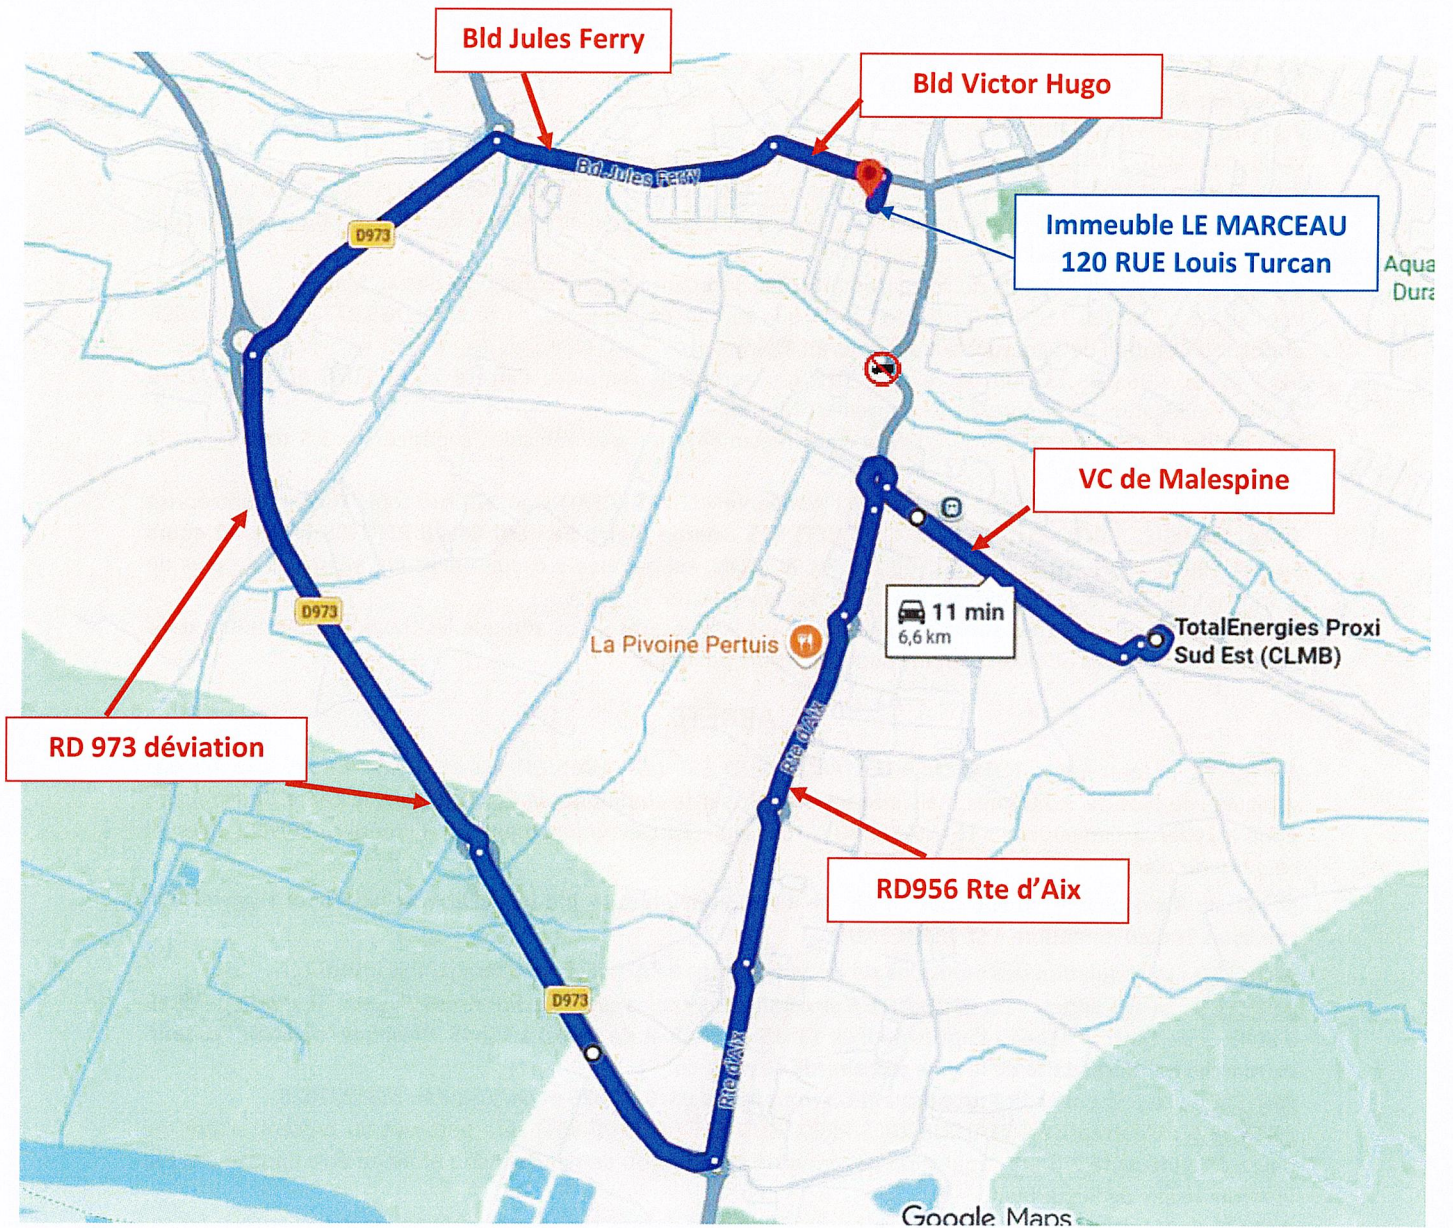 Bld Jules Ferry
Bld Victor Hugo
Bd Jules Ferry
D973
Immeuble LE MARCEAU
120 RUE Louis Turcan
Aqua
Dura
VC de Malespine
D973
11 min
6,6 km
TotalEnergies Proxi
Sud Est (CLMB)
La Pivoine Pertuis
RD 973 déviation
Rte d'Aix
RD956 Rte d’Aix
D973
Rte d'Aix
Google Maps